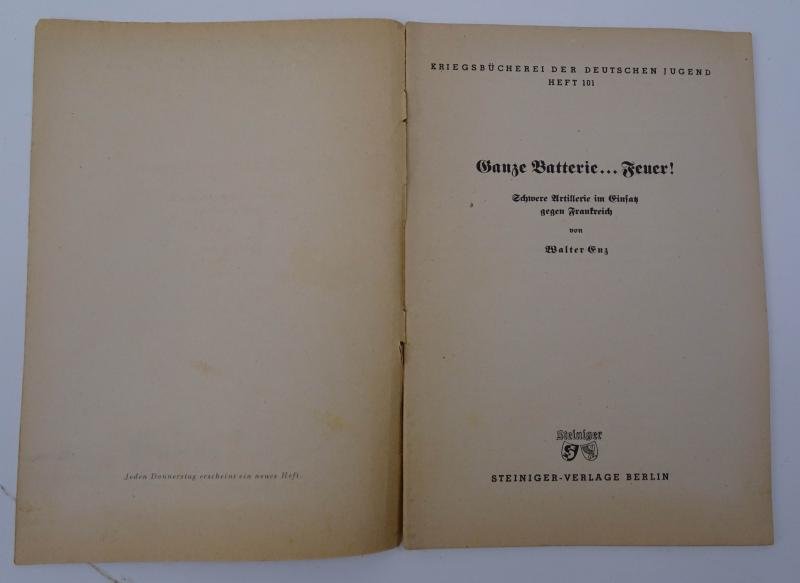 Jeden Donnerstag erscheint ein neues Heft.
KRIEGSBÜCHEREI DER DEUTSCHEN JUGEND
HEFT 101
Ganze Batterie... Feuer!
Schwere Artillerie im Einsatz
gegen Frankreich
von
Walter Enz
Steiniger
STEINIGER-VERLAGE BERLIN